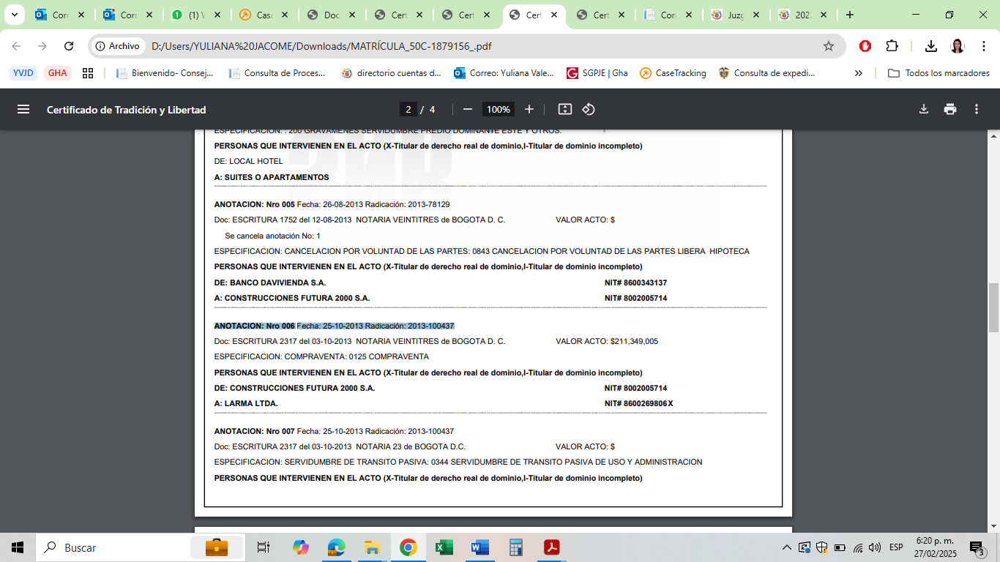 Corr
Corr
(1) V
Case
Doc
Cert
Cert
Cert
Cert
Con
Juzg
202
Archivo
D:/Users/YULIANA%20JACOME/Downloads/MATRÍCULA_50C-1879156_.pdf
YVJD
GHA
Bienvenido- Consej...
Consulta de Proces...
directorio cuentas d...
Correo: Yuliana Vale...
SGPJE | Gha
CaseTracking
Consulta de expedi...
Todos los marcadores
Certificado de Tradición y Libertad
2 / 4
100%
ESPECIFICACION: : 200 GRAVAMENES SERVIDUMBRE PREDIO DOMINANTE ESTE Y OTROS.
PERSONAS QUE INTERVIENEN EN EL ACTO (X-Titular de derecho real de dominio,I-Titular de dominio incompleto)
DE: LOCAL HOTEL
A: SUITES O APARTAMENTOS
ANOTACION: Nro 005 Fecha: 26-08-2013 Radicación: 2013-78129
Doc: ESCRITURA 1752 del 12-08-2013 NOTARIA VEINTITRES de BOGOTA D. C. VALOR ACTO: $
Se cancela anotación No: 1
ESPECIFICACION: CANCELACION POR VOLUNTAD DE LAS PARTES: 0843 CANCELACION POR VOLUNTAD DE LAS PARTES LIBERA HIPOTECA
PERSONAS QUE INTERVIENEN EN EL ACTO (X-Titular de derecho real de dominio,I-Titular de dominio incompleto)
DE: BANCO DAVIVIENDA S.A. NIT# 8600343137
A: CONSTRUCCIONES FUTURA 2000 S.A. NIT# 8002005714
ANOTACION: Nro 006 Fecha: 25-10-2013 Radicación: 2013-100437
Doc: ESCRITURA 2317 del 03-10-2013 NOTARIA VEINTITRES de BOGOTA D. C. VALOR ACTO: $211,349,005
ESPECIFICACION: COMPRAVENTA: 0125 COMPRAVENTA
PERSONAS QUE INTERVIENEN EN EL ACTO (X-Titular de derecho real de dominio,I-Titular de dominio incompleto)
DE: CONSTRUCCIONES FUTURA 2000 S.A. NIT# 8002005714
A: LARMA LTDA. NIT# 8600269806 X
ANOTACION: Nro 007 Fecha: 25-10-2013 Radicación: 2013-100437
Doc: ESCRITURA 2317 del 03-10-2013 NOTARIA 23 de BOGOTA D.C. VALOR ACTO: $
ESPECIFICACION: SERVIDUMBRE DE TRANSITO PASIVA: 0344 SERVIDUMBRE DE TRANSITO PASIVA DE USO Y ADMINISTRACION
PERSONAS QUE INTERVIENEN EN EL ACTO (X-Titular de derecho real de dominio,I-Titular de dominio incompleto)
Buscar
ESP
6:20 p. m.
27/02/2025
3